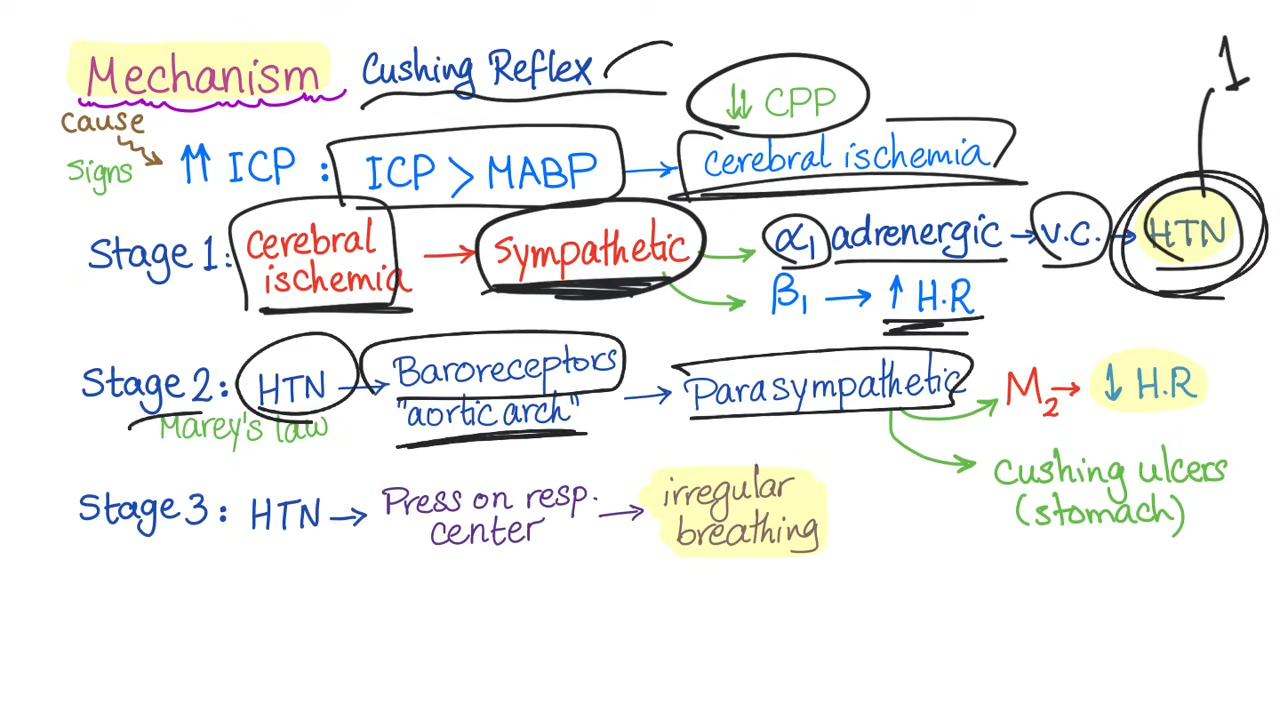 Mechanism Cushing Reflex
1
↓↓ CPP
cause
Signs ↑↑ ICP : ICP > MABP → cerebral ischemia
Stage 1: cerebral ischemia → sympathetic → α1 adrenergic → v.c. → HTN
β1 → ↑ H.R
Stage 2: HTN → Baroreceptors "aortic arch" → Parasympathetic → M2 → ↓ H.R
Marey's law
cushing ulcers
(stomach)
Stage 3: HTN → Press on resp. center → irregular breathing